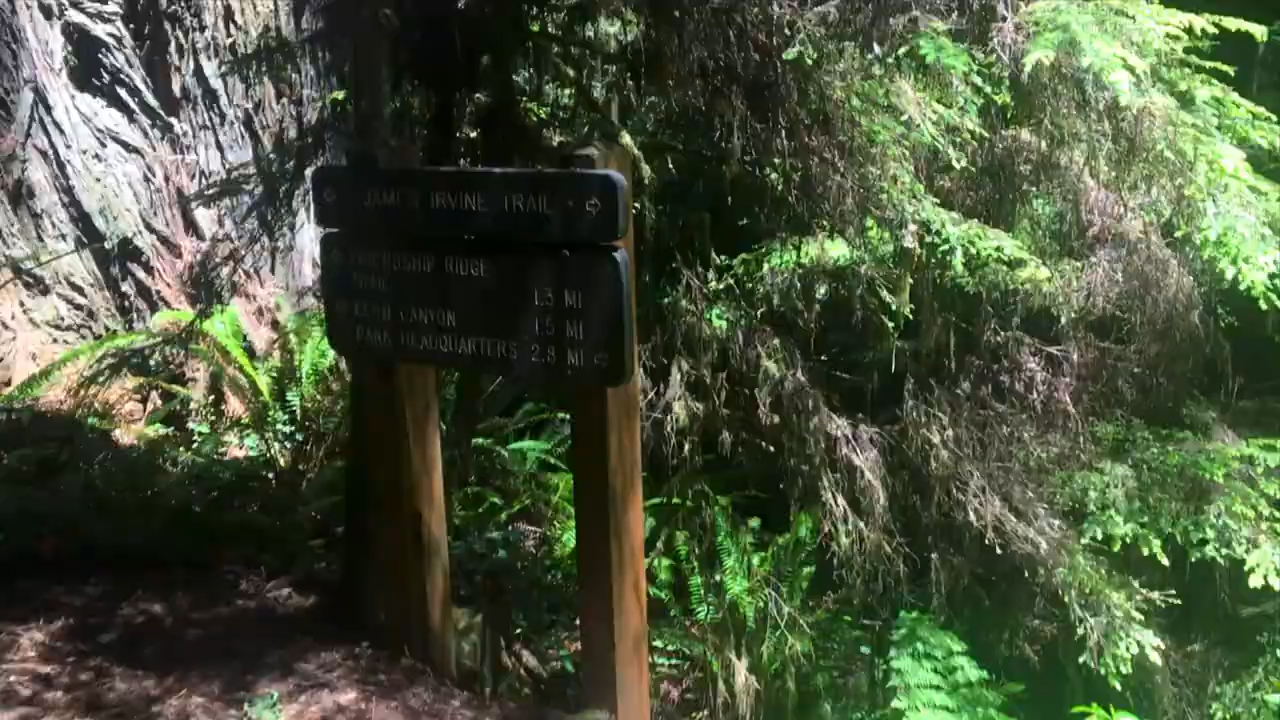 JAMES IRVINE TRAIL
FRIENDSHIP RIDGE
TRAIL 1.3 MI
FERN CANYON 1.5 MI
PARK HEADQUARTERS 2.8 MI